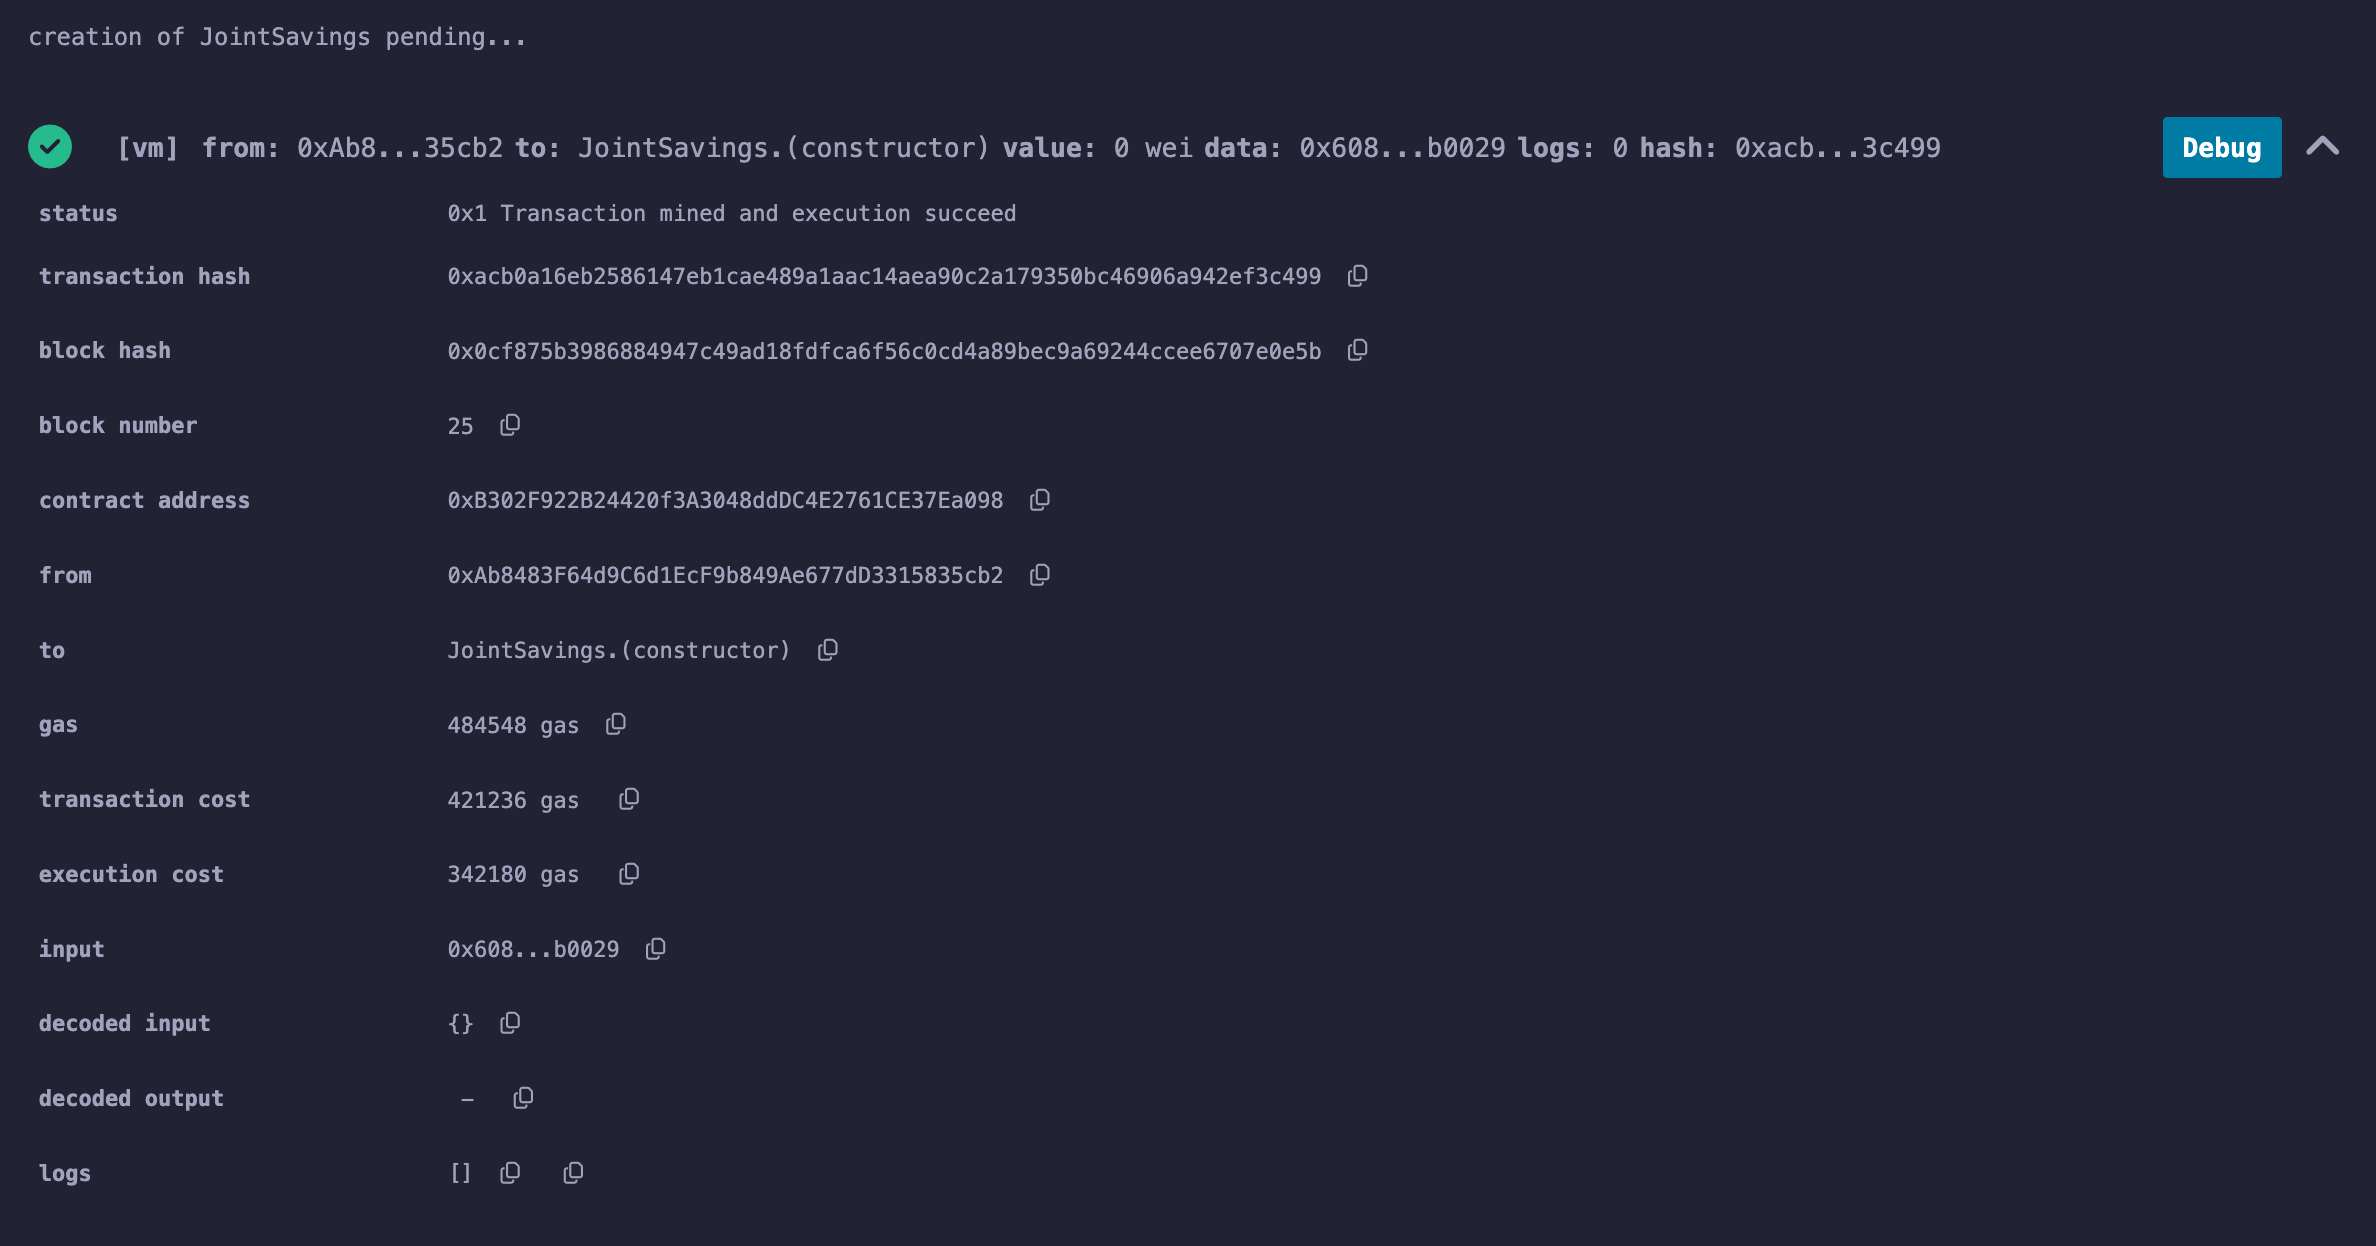 creation of JointSavings pending...
[vm] from: 0xAb8...35cb2 to: JointSavings.(constructor) value: 0 wei data: 0x608...b0029 logs: 0 hash: 0xacb...3c499 Debug
status 0x1 Transaction mined and execution succeed
transaction hash 0xacb0a16eb2586147eb1cae489a1aac14aea90c2a179350bc46906a942ef3c499
block hash 0x0cf875b3986884947c49ad18fdfca6f56c0cd4a89bec9a69244ccee6707e0e5b
block number 25
contract address 0xB302F922B24420f3A3048ddDC4E2761CE37Ea098
from 0xAb8483F64d9C6d1EcF9b849Ae677dD3315835cb2
to JointSavings.(constructor)
gas 484548 gas
transaction cost 421236 gas
execution cost 342180 gas
input 0x608...b0029
decoded input {}
decoded output –
logs []